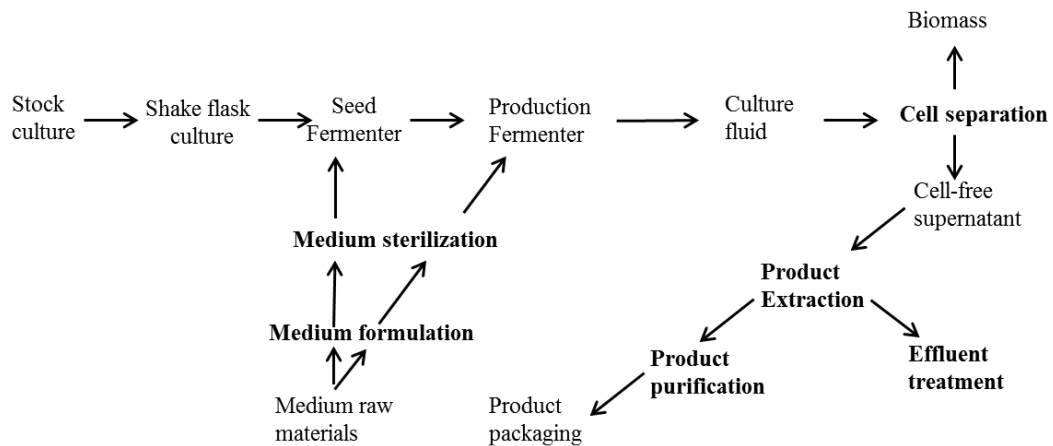 Biomass
Stock
culture
Shake flask
culture
Seed
Fermenter
Production
Fermenter
Culture
fluid
Cell separation
Cell-free
supernatant
Medium sterilization
Product
Extraction
Medium formulation
Product
purification
Effluent
treatment
Medium raw
materials
Product
packaging